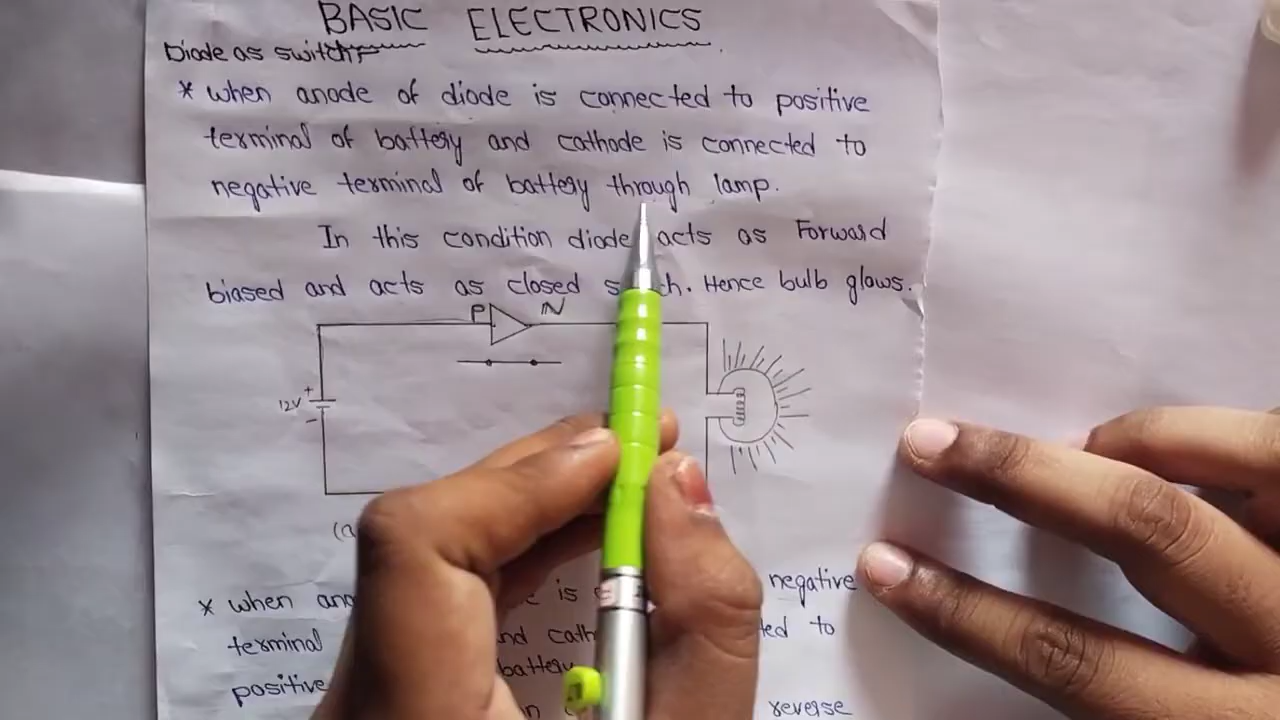 BASIC ELECTRONICS
Diode as switch:-
* when anode of diode is connected to positive
terminal of battery and cathode is connected to
negative terminal of battery through lamp.
In this condition diode acts as Forward
biased and acts as closed. Hence bulb glows.
P N
+
12V
-
(a
* when is negative
terminal to
positive battery
reverse